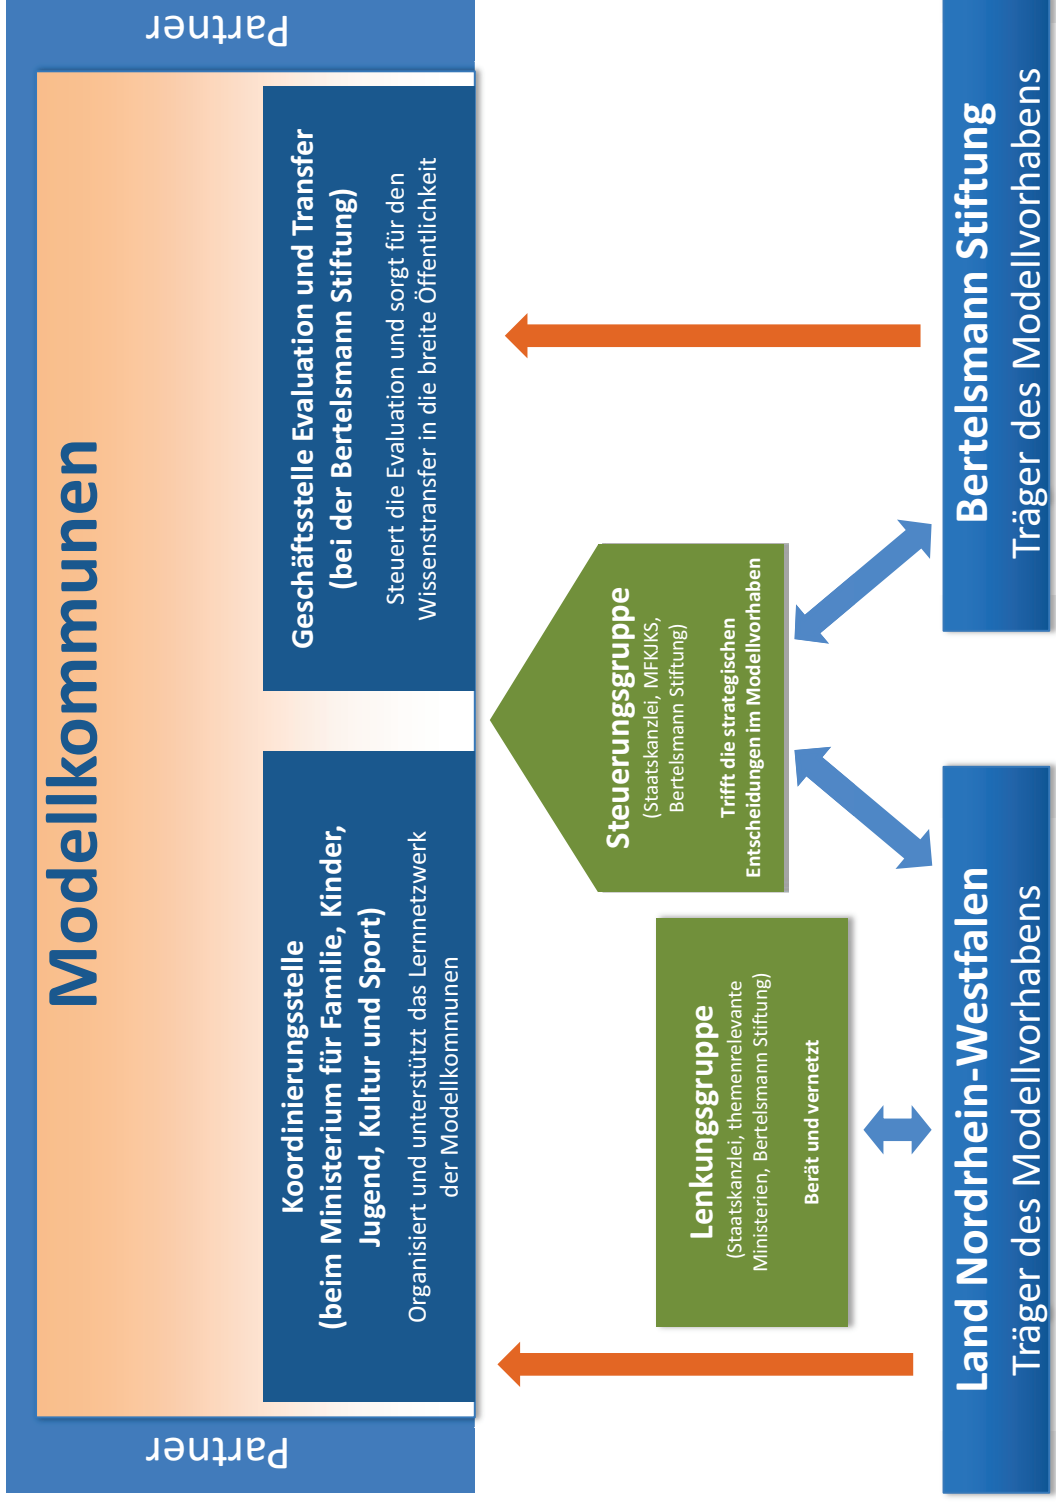 Partner
Modellkommunen
Partner
Koordinierungsstelle
(beim Ministerium für Familie, Kinder,
Jugend, Kultur und Sport)
Organisiert und unterstützt das Lernnetzwerk
der Modellkommunen
Geschäftsstelle Evaluation und Transfer
(bei der Bertelsmann Stiftung)
Steuert die Evaluation und sorgt für den
Wissenstransfer in die breite Öffentlichkeit
Lenkungsgruppe
(Staatskanzlei, themenrelevante
Ministerien, Bertelsmann Stiftung)
Berät und vernetzt
Steuerungsgruppe
(Staatskanzlei, MFKJKS,
Bertelsmann Stiftung)
Trifft die strategischen
Entscheidungen im Modellvorhaben
Land Nordrhein-Westfalen
Träger des Modellvorhabens
Bertelsmann Stiftung
Träger des Modellvorhabens